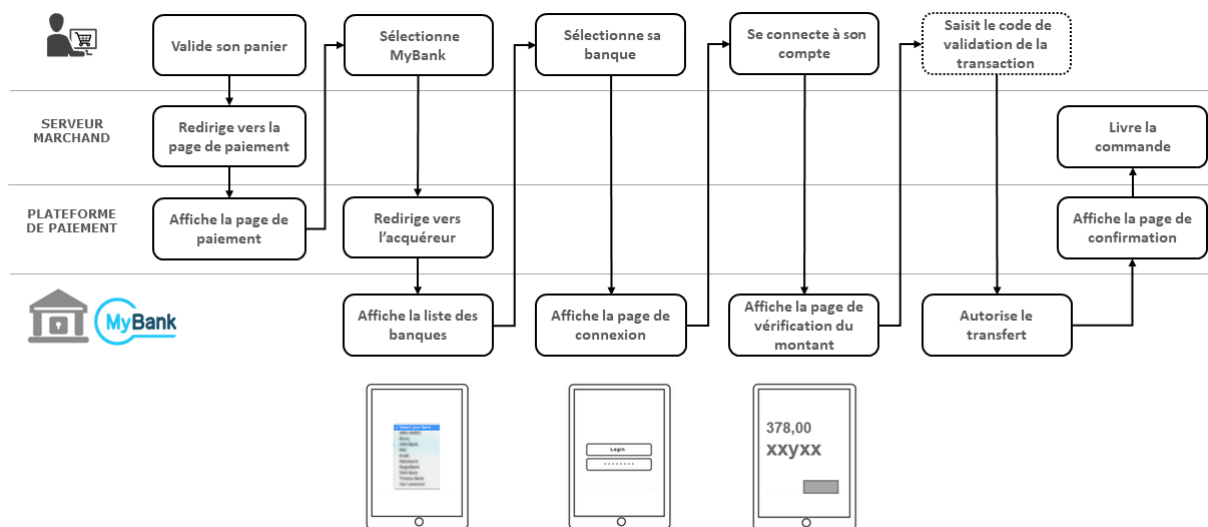 Valide son panier
Sélectionne
MyBank
Sélectionne sa
banque
Se connecte à son
compte
Saisit le code de
validation de la
transaction
SERVEUR
MARCHAND
Redirige vers la
page de paiement
Livre la
commande
PLATEFORME
DE PAIEMENT
Affiche la page de
paiement
Redirige vers
l'acquéreur
Affiche la page de
confirmation
MyBank
Affiche la liste des
banques
Affiche la page de
connexion
Affiche la page de
vérification du
montant
Autorise le
transfert
Select your Bank
Login
378,00
xxyxx